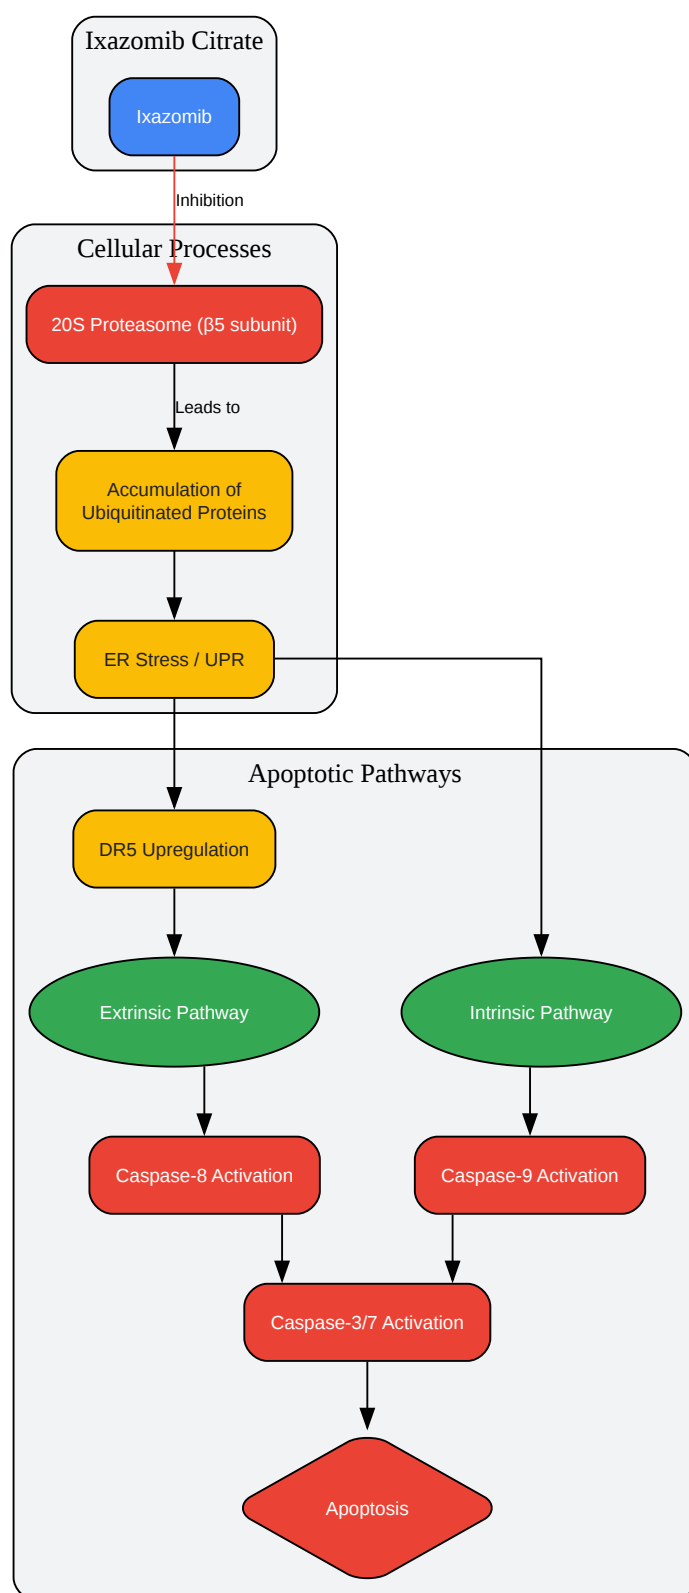 Ixazomib Citrate
Ixazomib
Inhibition
Cellular Processes
20S Proteasome (β5 subunit)
Leads to
Accumulation of
Ubiquitinated Proteins
ER Stress / UPR
Apoptotic Pathways
DR5 Upregulation
Extrinsic Pathway
Intrinsic Pathway
Caspase-8 Activation
Caspase-9 Activation
Caspase-3/7 Activation
Apoptosis